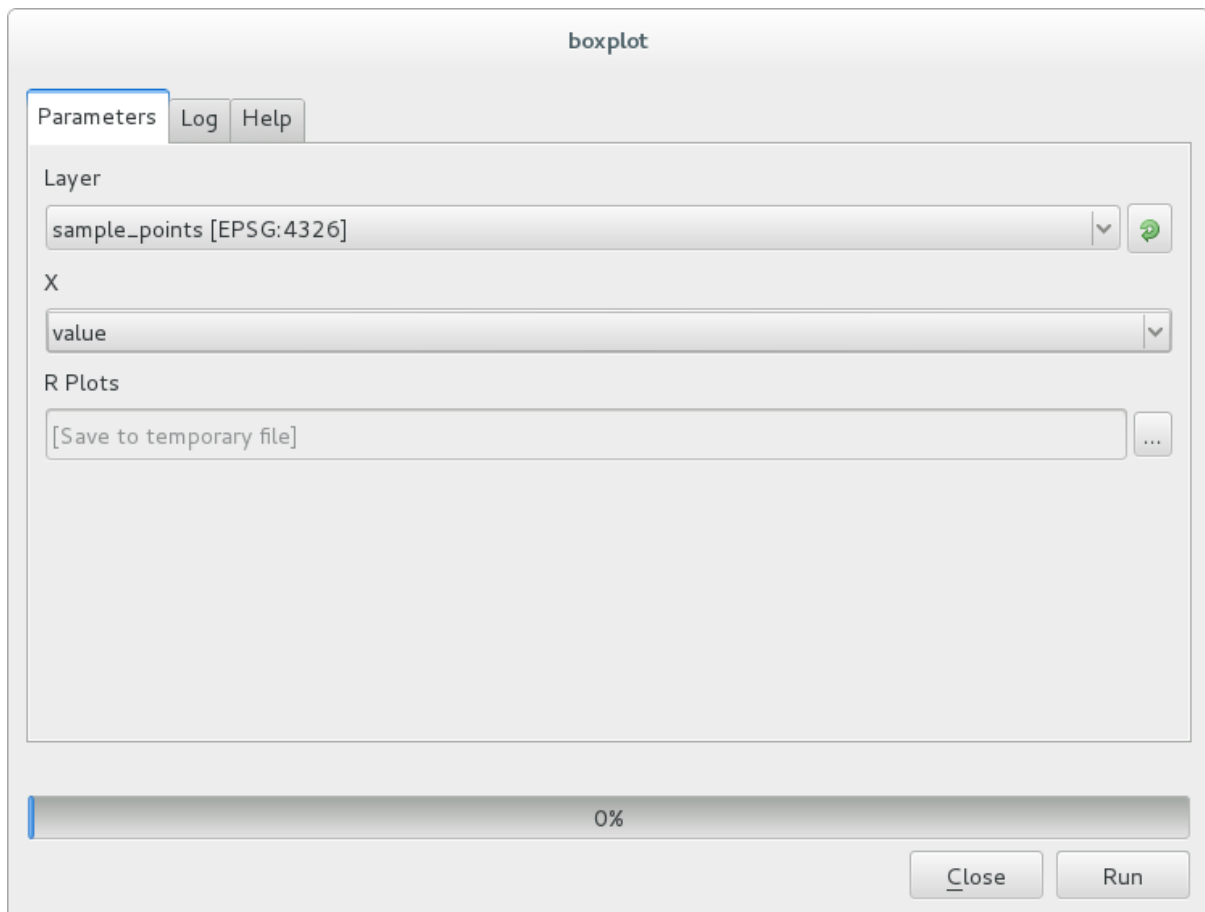 boxplot
Parameters Log Help
Layer
sample_points [EPSG:4326]
X
value
R Plots
[Save to temporary file] ...
0%
Close Run